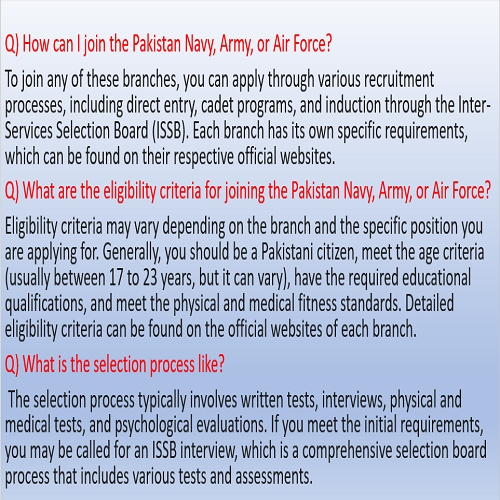 Q) How can I join the Pakistan Navy, Army, or Air Force?
To join any of these branches, you can apply through various recruitment
processes, including direct entry, cadet programs, and induction through the Inter-
Services Selection Board (ISSB). Each branch has its own specific requirements,
which can be found on their respective official websites.
Q) What are the eligibility criteria for joining the Pakistan Navy, Army, or Air Force?
Eligibility criteria may vary depending on the branch and the specific position you
are applying for. Generally, you should be a Pakistani citizen, meet the age criteria
(usually between 17 to 23 years, but it can vary), have the required educational
qualifications, and meet the physical and medical fitness standards. Detailed
eligibility criteria can be found on the official websites of each branch.
Q) What is the selection process like?
The selection process typically involves written tests, interviews, physical and
medical tests, and psychological evaluations. If you meet the initial requirements,
you may be called for an ISSB interview, which is a comprehensive selection board
process that includes various tests and assessments.